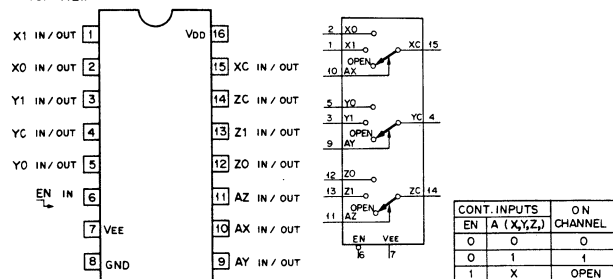 X1 IN/OUT 1
X0 IN/OUT 2
Y1 IN/OUT 3
YC IN/OUT 4
Y0 IN/OUT 5
EN IN 6
7 VEE
8 GND
VDD 16
15 XC IN/OUT
14 ZC IN/OUT
13 Z1 IN/OUT
12 Z0 IN/OUT
11 AZ IN/OUT
10 AX IN/OUT
9 AY IN/OUT
2 X0
1 X1
OPEN
10 AX
XC 15
5 Y0
3 Y1
OPEN
9 AY
YC 4
12 Z0
13 Z1
OPEN
11 AZ
ZC 14
EN VEE
6 7
CONT. INPUTS ON CHANNEL
EN A (X,Y,Z,)
0 0 0
0 1 1
1 X OPEN